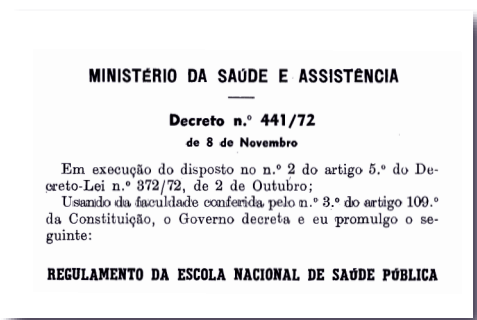 MINISTÉRIO DA SAÚDE E ASSISTÊNCIA
Decreto n.º 441/72
de 8 de Novembro
Em execução do disposto no n.º 2 do artigo 5.º do De-
creto-Lei n.º 372/72, de 2 de Outubro;
Usando da faculdade conferida pelo n.º 3.º do artigo 109.º
da Constituição, o Governo decreta e eu promulgo o se-
guinte:
REGULAMENTO DA ESCOLA NACIONAL DE SAÚDE PÚBLICA